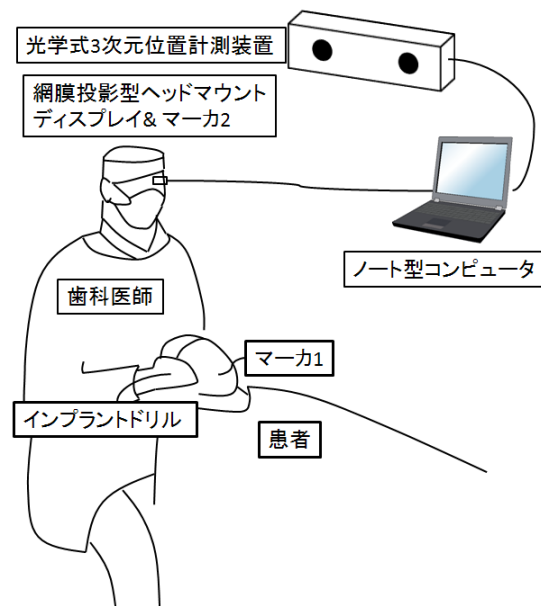 光学式3次元位置計測装置
網膜投影型ヘッドマウント
ディスプレイ& マーカ2
ノート型コンピュータ
歯科医師
マーカ1
インプラントドリル
患者